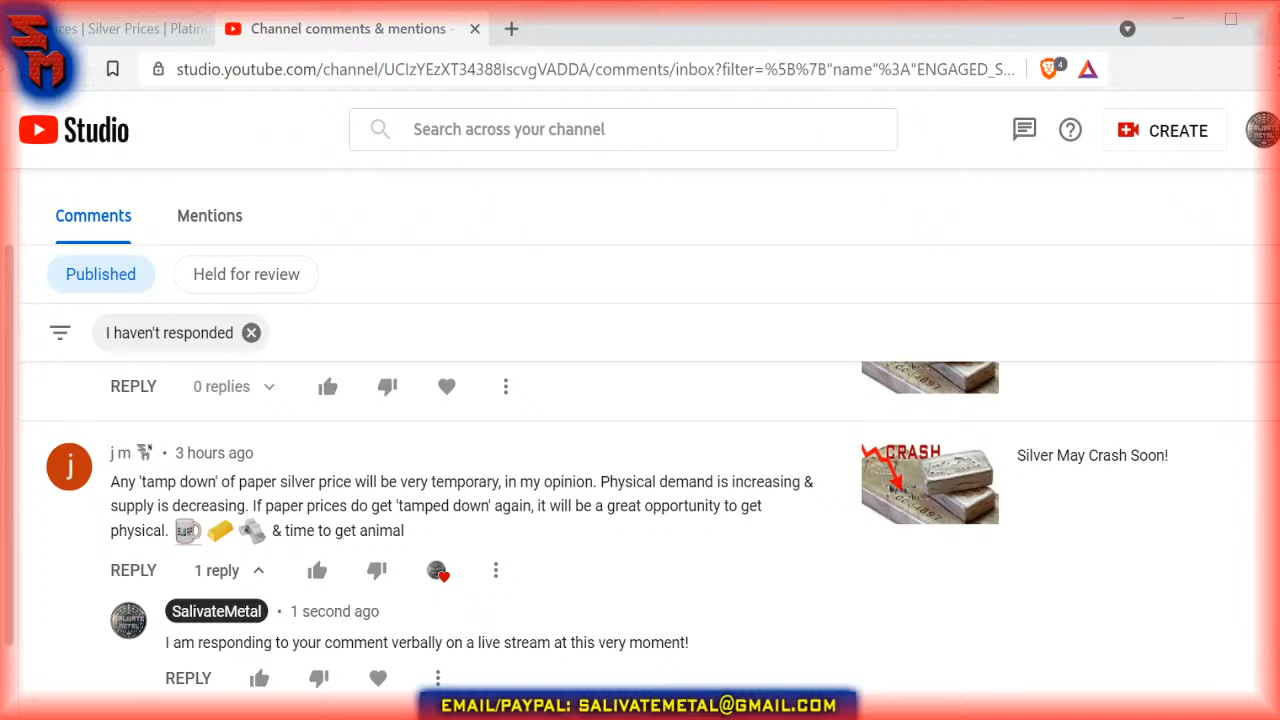 SM
ces | Silver Prices | Platin
Channel comments & mentions -
studio.youtube.com/channel/UCIzYEzXT34388IscvgVADDA/comments/inbox?filter=%5B%7B"name"%3A"ENGAGED_S...
4
Studio
Search across your channel
CREATE
Comments
Mentions
Published
Held for review
I haven't responded
REPLY
0 replies
j
j m
• 3 hours ago
Any 'tamp down' of paper silver price will be very temporary, in my opinion. Physical demand is increasing &
supply is decreasing. If paper prices do get 'tamped down' again, it will be a great opportunity to get
physical. & time to get animal
CRASH
Silver May Crash Soon!
REPLY
1 reply
SalivateMetal • 1 second ago
I am responding to your comment verbally on a live stream at this very moment!
REPLY
EMAIL/PAYPAL: SALIVATEMETAL@GMAIL.COM